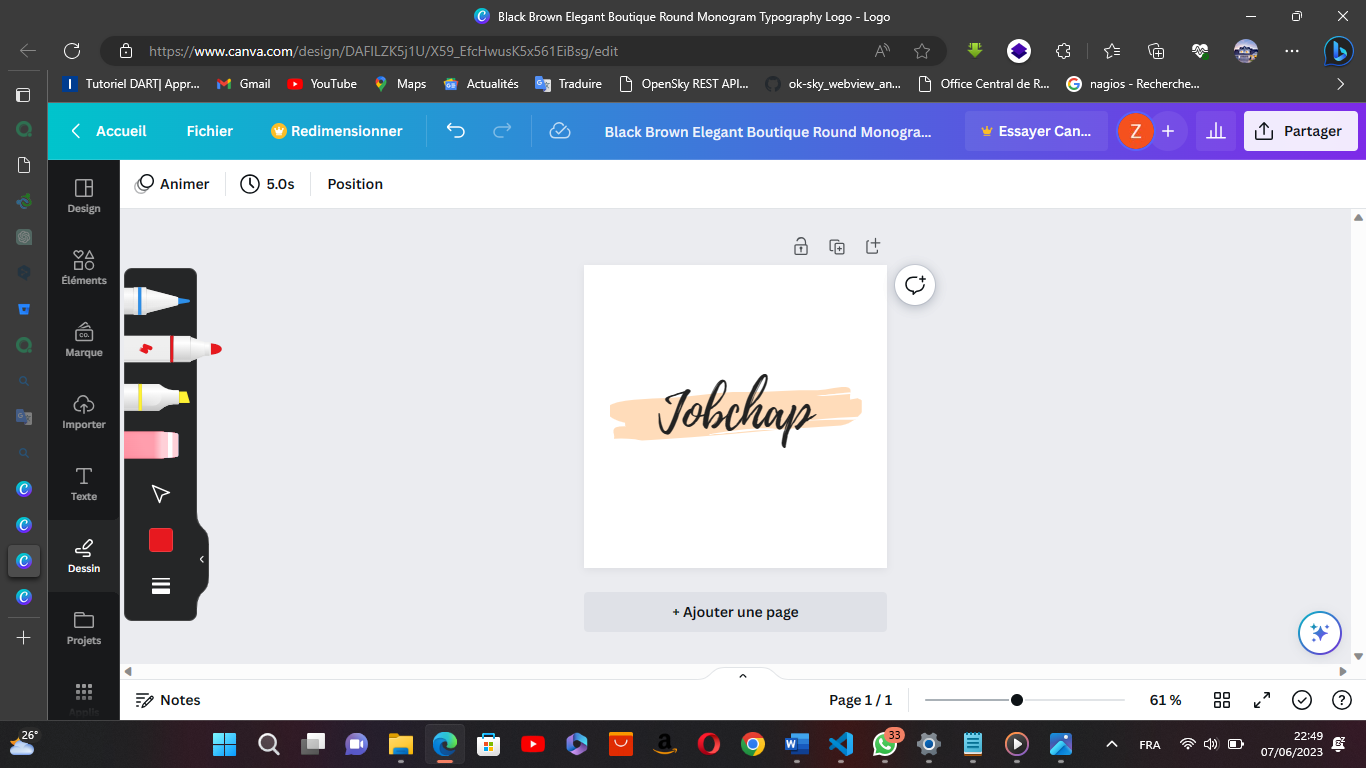 Black Brown Elegant Boutique Round Monogram Typography Logo - Logo
https://www.canva.com/design/DAFILZK5j1U/X59_EfcHwusK5x561EiBsg/edit
Tutoriel DART| Appr... Gmail YouTube Maps Actualités Traduire OpenSky REST API... ok-sky_webview_an... Office Central de R... nagios - Recherche...
Accueil Fichier Redimensionner Black Brown Elegant Boutique Round Monogra... Essayer Can... Z + Partager
Animer 5.0s Position
Design
Éléments
CO.
Marque
Importer
Texte
Dessin
Projets
Applis
Jobchap
+ Ajouter une page
Notes Page 1 / 1 61 %
26°
33
FRA
22:49
07/06/2023